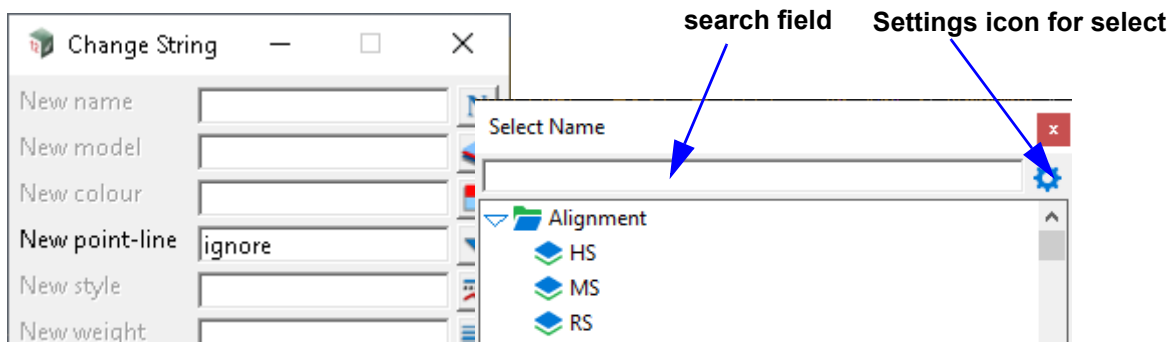 search field Settings icon for select
Change String
New name
N
Select Name
x
New model
New colour
Alignment
New point-line ignore
HS
New style
MS
New weight
RS